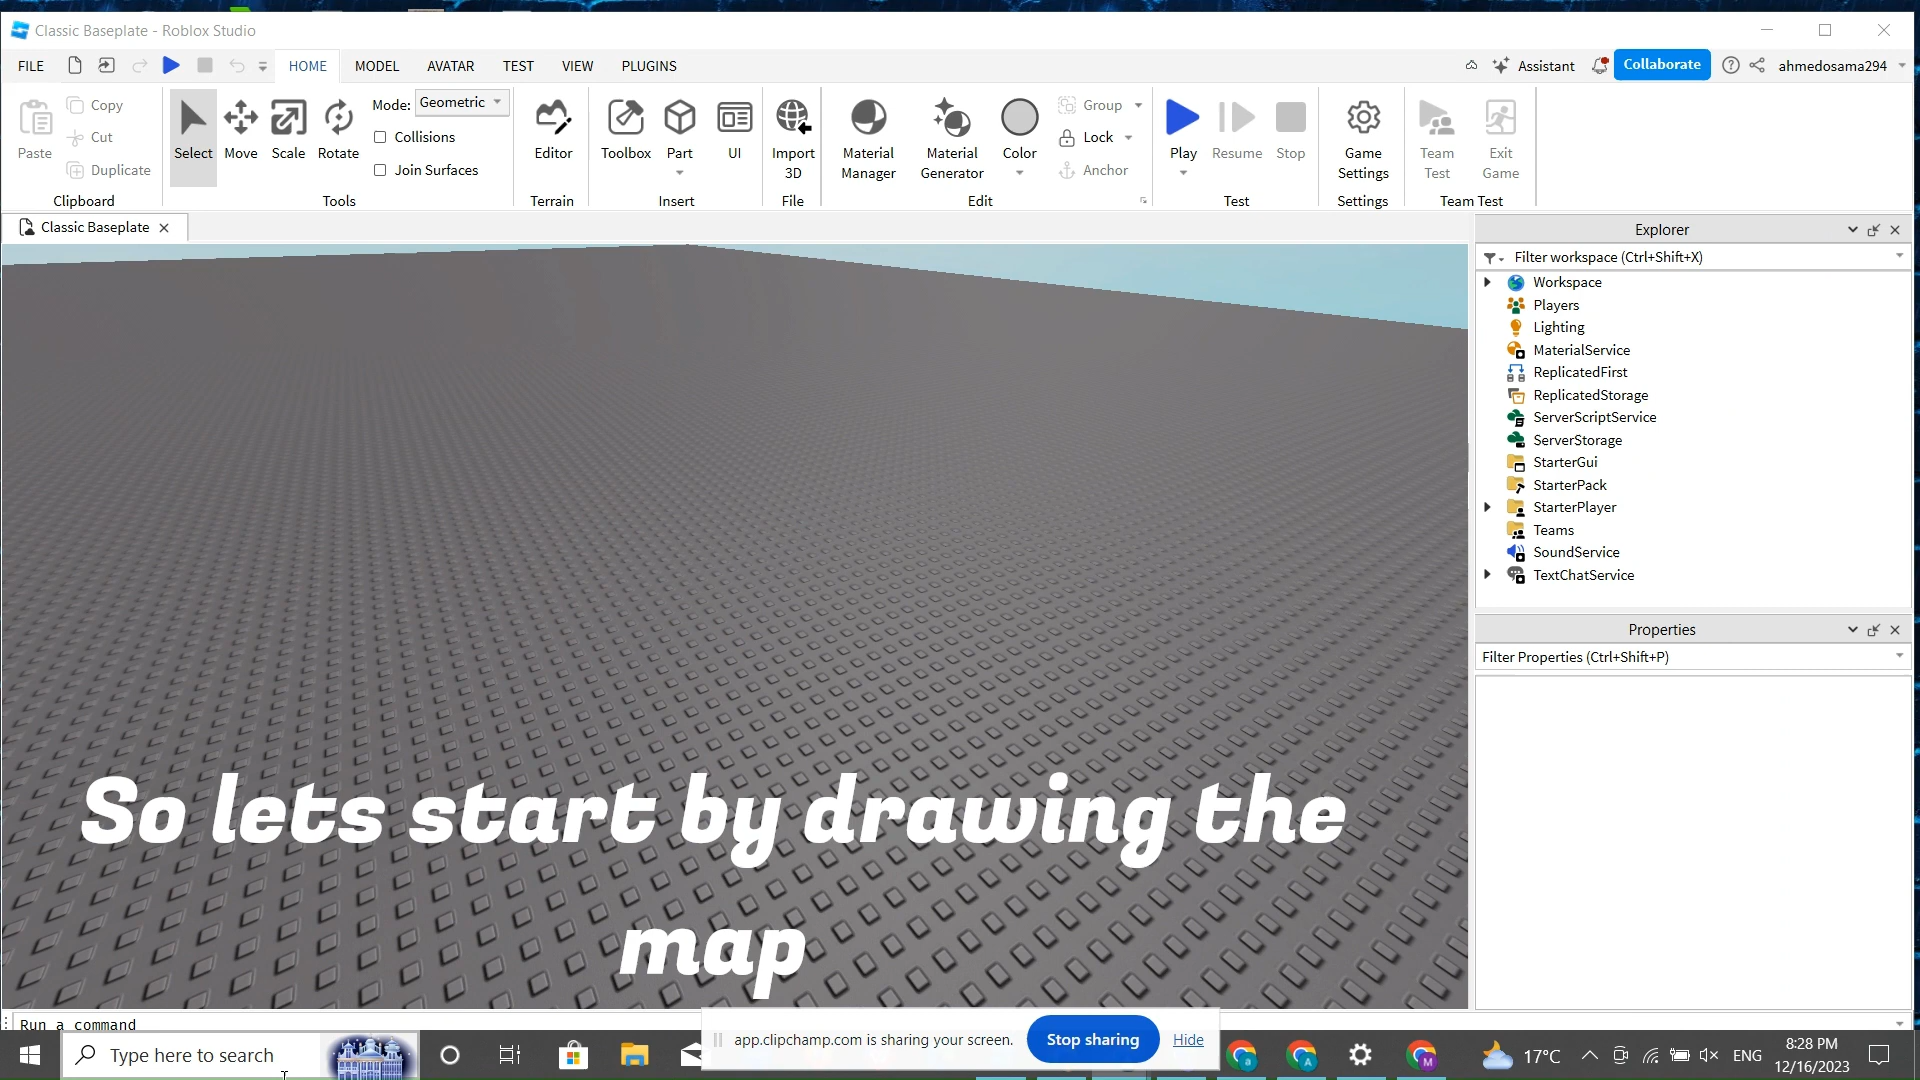 Classic Baseplate - Roblox Studio
FILE HOME MODEL AVATAR TEST VIEW PLUGINS Assistant Collaborate ahmedosama294
Paste Copy Cut Duplicate
Clipboard
Select Move Scale Rotate Mode: Geometric
Collisions
Join Surfaces
Tools
Editor
Terrain
Toolbox Part UI
Insert
Import 3D
File
Material Manager Material Generator Color Group Lock Anchor
Edit
Play Resume Stop
Test
Game Settings
Settings
Team Test Exit Game
Team Test
Classic Baseplate
Explorer
Filter workspace (Ctrl+Shift+X)
Workspace
Players
Lighting
MaterialService
ReplicatedFirst
ReplicatedStorage
ServerScriptService
ServerStorage
StarterGui
StarterPack
StarterPlayer
Teams
SoundService
TextChatService
Properties
Filter Properties (Ctrl+Shift+P)
So lets start by drawing the
map
Run a command
app.clipchamp.com is sharing your screen. Stop sharing Hide
Type here to search
17°C ENG
8:28 PM
12/16/2023